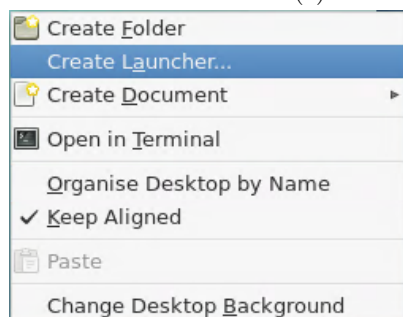 Create Folder
Create Launcher...
Create Document
Open in Terminal
Organise Desktop by Name
Keep Aligned
Paste
Change Desktop Background